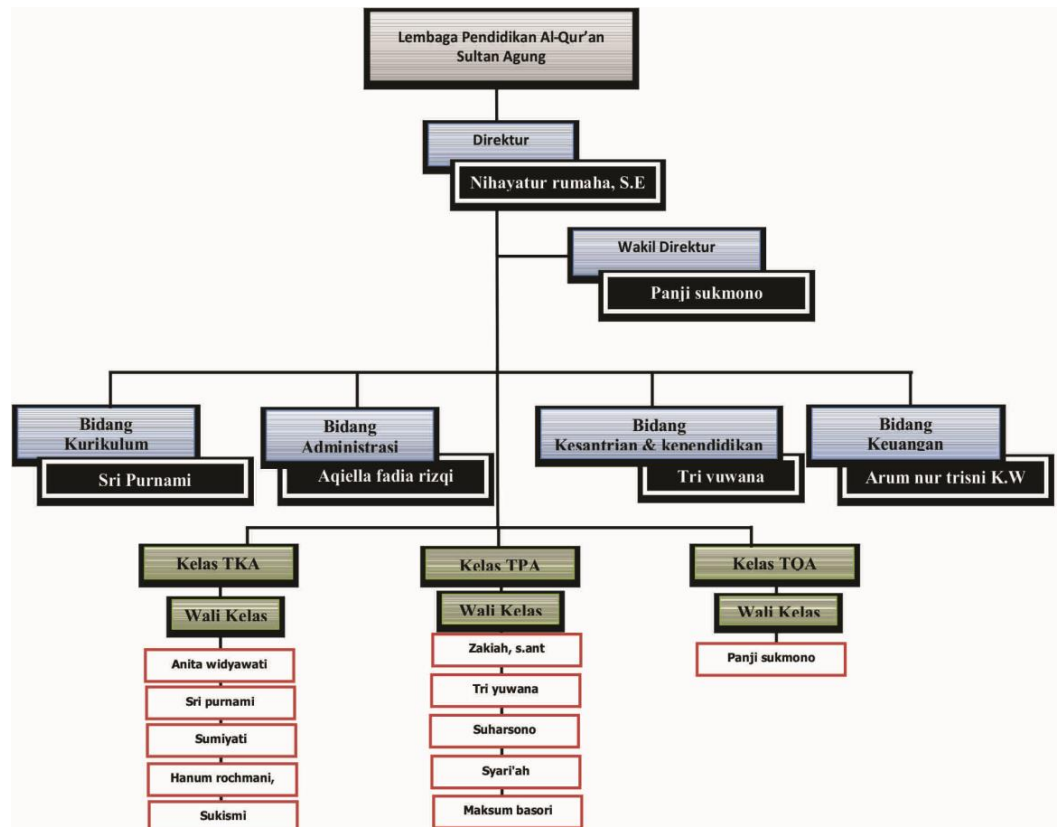 Lembaga Pendidikan Al-Qur'an
Sultan Agung
Direktur
Nihayatur rumaha, S.E
Wakil Direktur
Panji sukmono
Bidang
Kurikulum
Sri Purnami
Bidang
Administrasi
Aqiella fadia rizqi
Bidang
Kesantrian & kependidikan
Tri yuwana
Bidang
Keuangan
Arum nur trisni K.W
Kelas TKA
Wali Kelas
Anita widyawati
Sri purnami
Sumiyati
Hanum rochmani,
Sukismi
Kelas TPA
Wali Kelas
Zakiah, s.ant
Tri yuwana
Suharsono
Syari'ah
Maksum basori
Kelas TQA
Wali Kelas
Panji sukmono